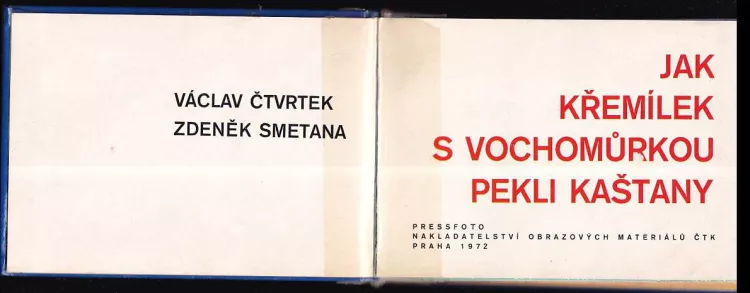 VÁCLAV ČTVRTEK
ZDENĚK SMETANA
JAK
KŘEMÍLEK
S VOCHOMŮRKOU
PEKLI KAŠTANY
PRESSFOTO
NAKLADATELSTVÍ OBRAZOVÝCH MATERIÁLŮ ČTK
PRAHA 1972